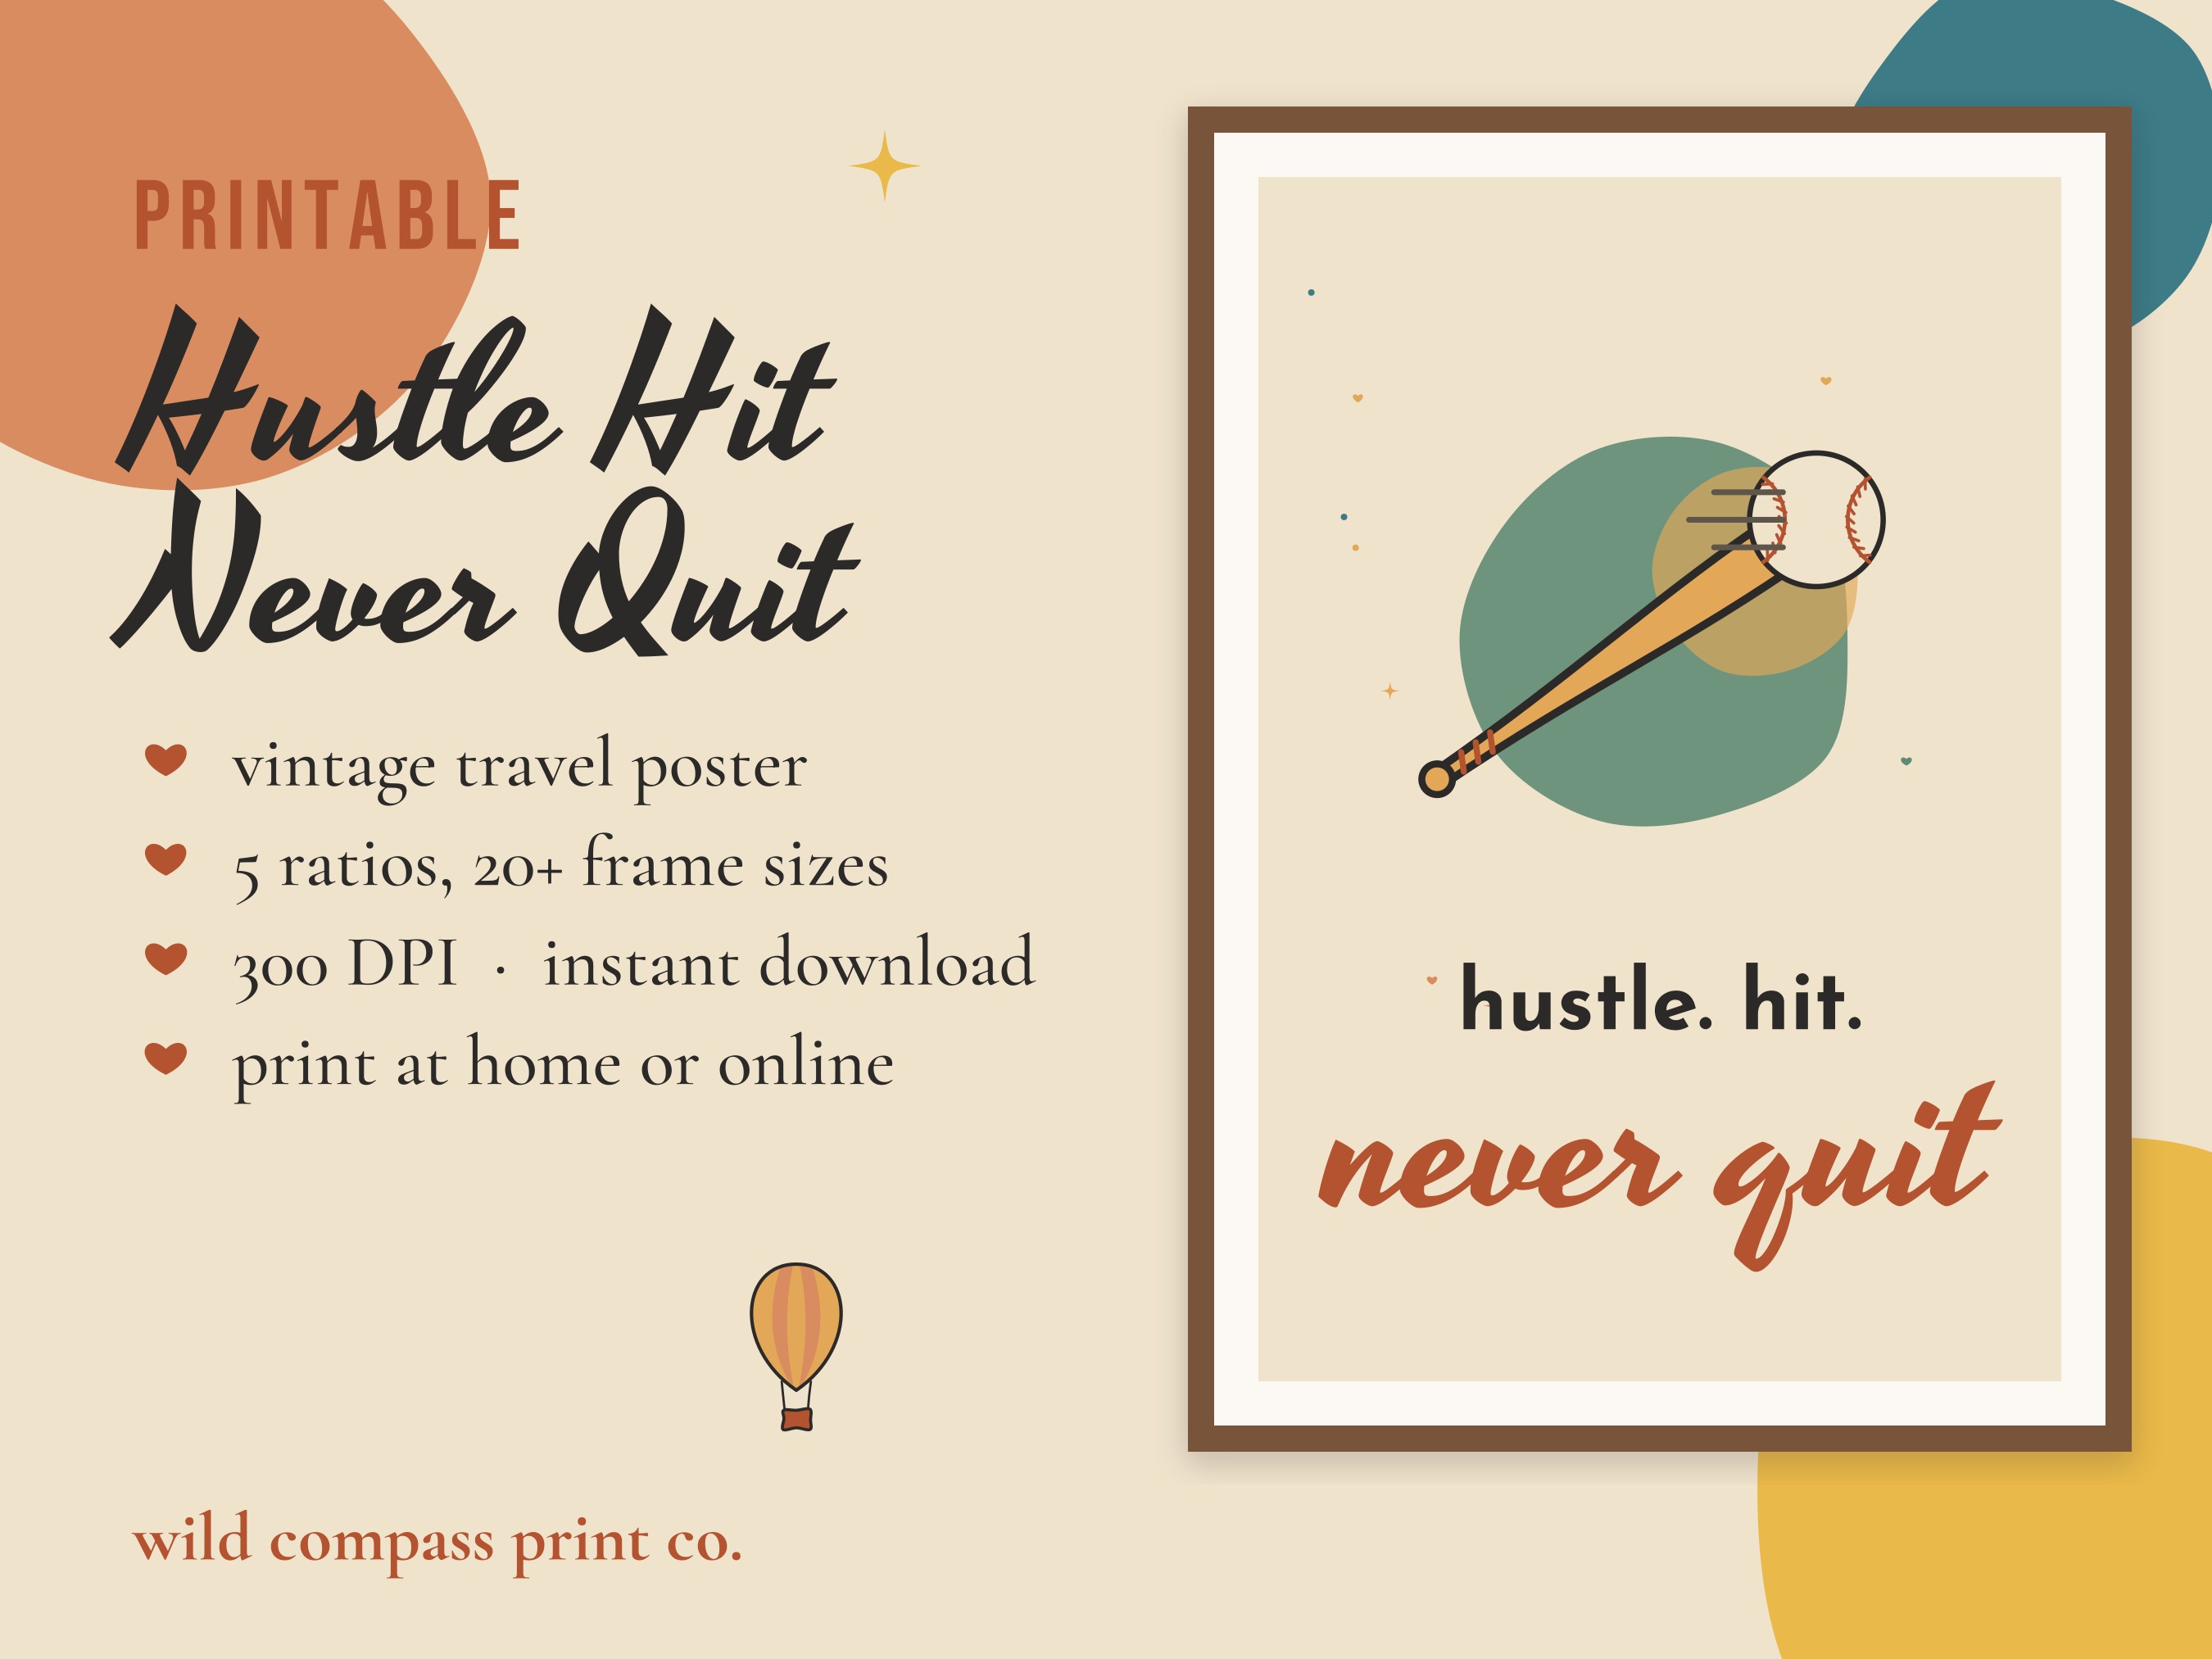 PRINTABLE
Hustle Hit
Never Quit
vintage travel poster
5 ratios, 20+ frame sizes
300 DPI · instant download
print at home or online
wild compass print co.
hustle. hit.
never quit